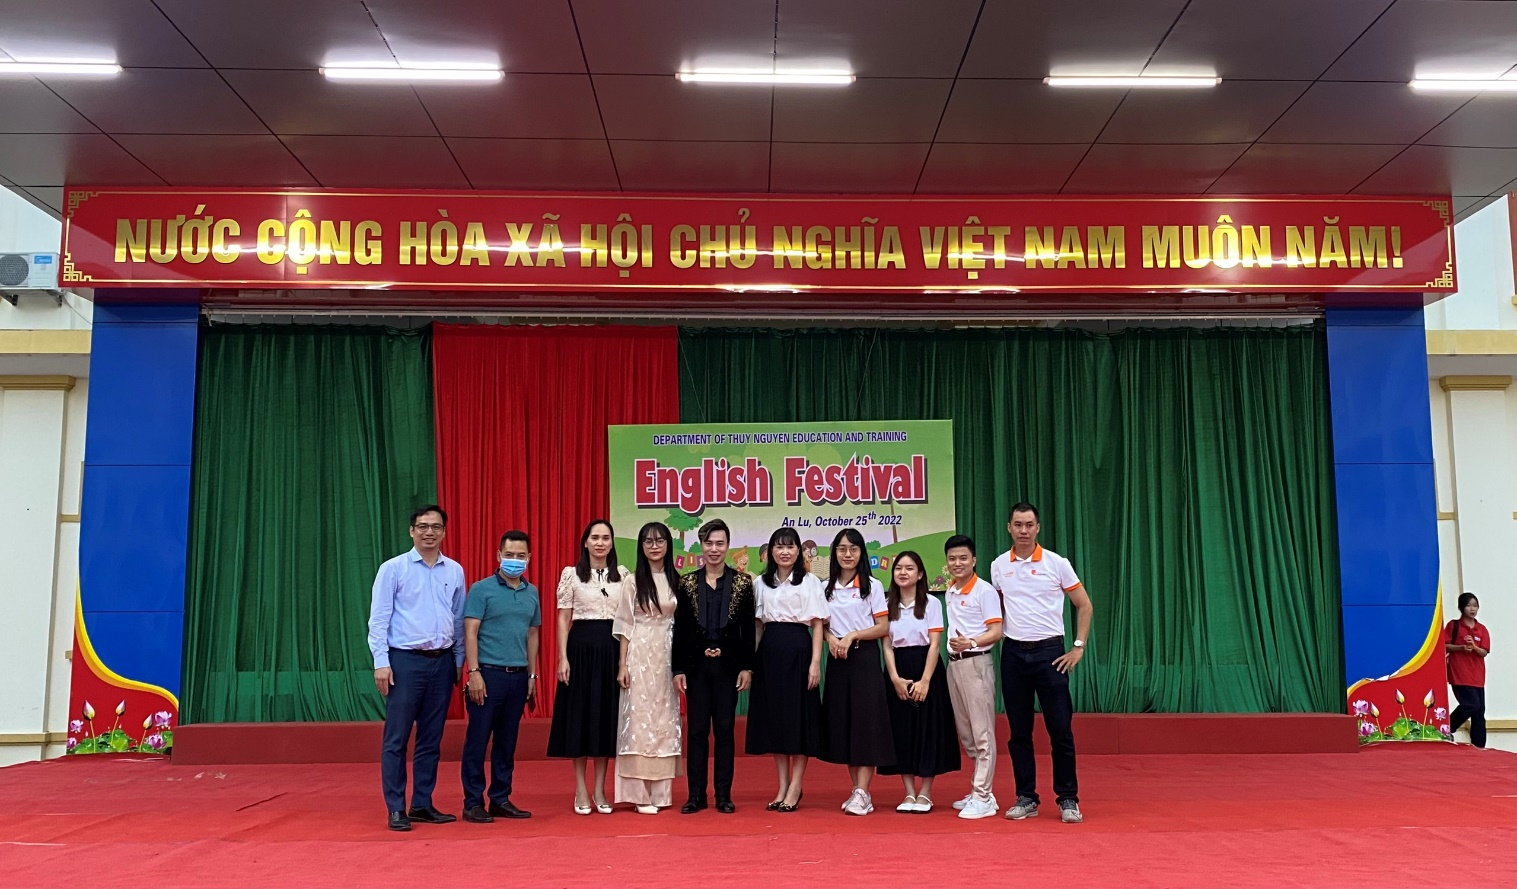 NƯỚC CỘNG HÒA XÃ HỘI CHỦ NGHĨA VIỆT NAM MUÔN NĂM!
DEPARTMENT OF THUY NGUYEN EDUCATION AND TRAINING
English Festival
An Lu, October 25th 2022